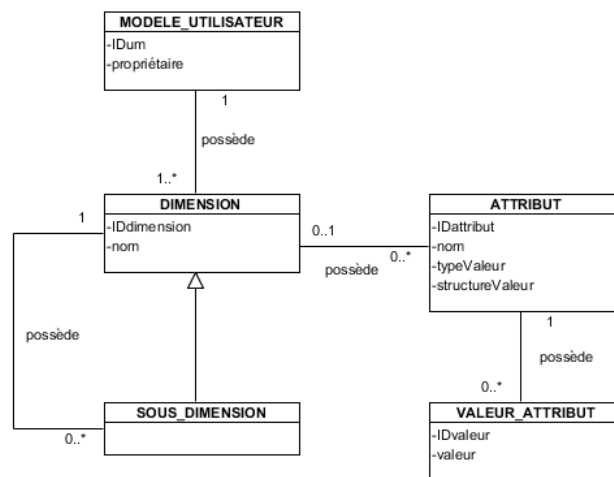 MODELE_UTILISATEUR
-IDum
-propriétaire
1
possède
1..*
DIMENSION
-IDdimension
-nom
1
0..1
possède
0..*
ATTRIBUT
-IDattribut
-nom
-typeValeur
-structureValeur
possède
1
possède
0..*
SOUS_DIMENSION
0..*
VALEUR_ATTRIBUT
-IDvaleur
-valeur